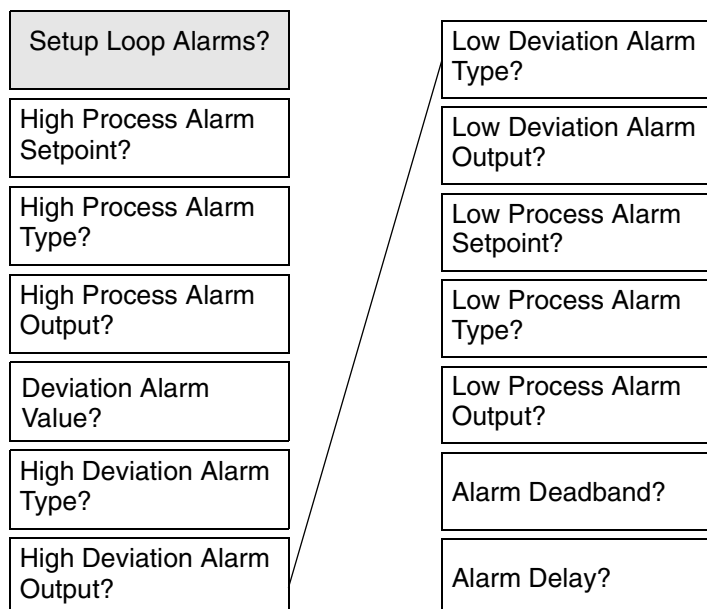 Setup Loop Alarms?
High Process Alarm
Setpoint?
High Process Alarm
Type?
High Process Alarm
Output?
Deviation Alarm
Value?
High Deviation Alarm
Type?
High Deviation Alarm
Output?
Low Deviation Alarm
Type?
Low Deviation Alarm
Output?
Low Process Alarm
Setpoint?
Low Process Alarm
Type?
Low Process Alarm
Output?
Alarm Deadband?
Alarm Delay?